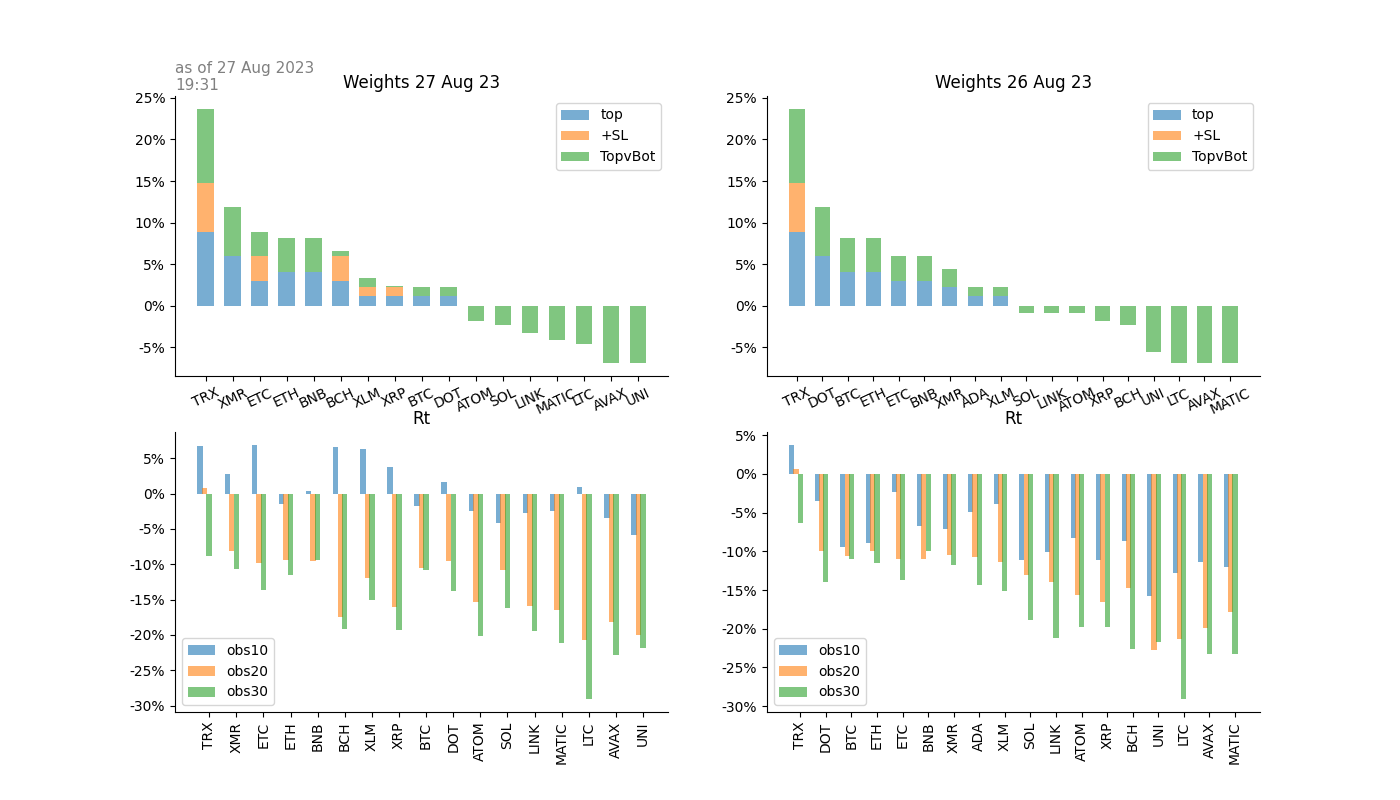 as of 27 Aug 2023
19:31
Weights 27 Aug 23
25%
20%
15%
10%
5%
0%
-5%
top
+SL
TopvBot
TRX XMR ETC ETH BNB BCH XLM XRP BTC DOT ATOM SOL LINK MATIC LTC AVAX UNI
Weights 26 Aug 23
25%
20%
15%
10%
5%
0%
-5%
top
+SL
TopvBot
TRX DOT BTC ETH ETC BNB XMR ADA XLM SOL LINK ATOM XRP BCH UNI LTC AVAX MATIC
Rt
5%
0%
-5%
-10%
-15%
-20%
-25%
-30%
obs10
obs20
obs30
TRX XMR ETC ETH BNB BCH XLM XRP BTC DOT ATOM SOL LINK MATIC LTC AVAX UNI
Rt
5%
0%
-5%
-10%
-15%
-20%
-25%
-30%
obs10
obs20
obs30
TRX DOT BTC ETH ETC BNB XMR ADA XLM SOL LINK ATOM XRP BCH UNI LTC AVAX MATIC